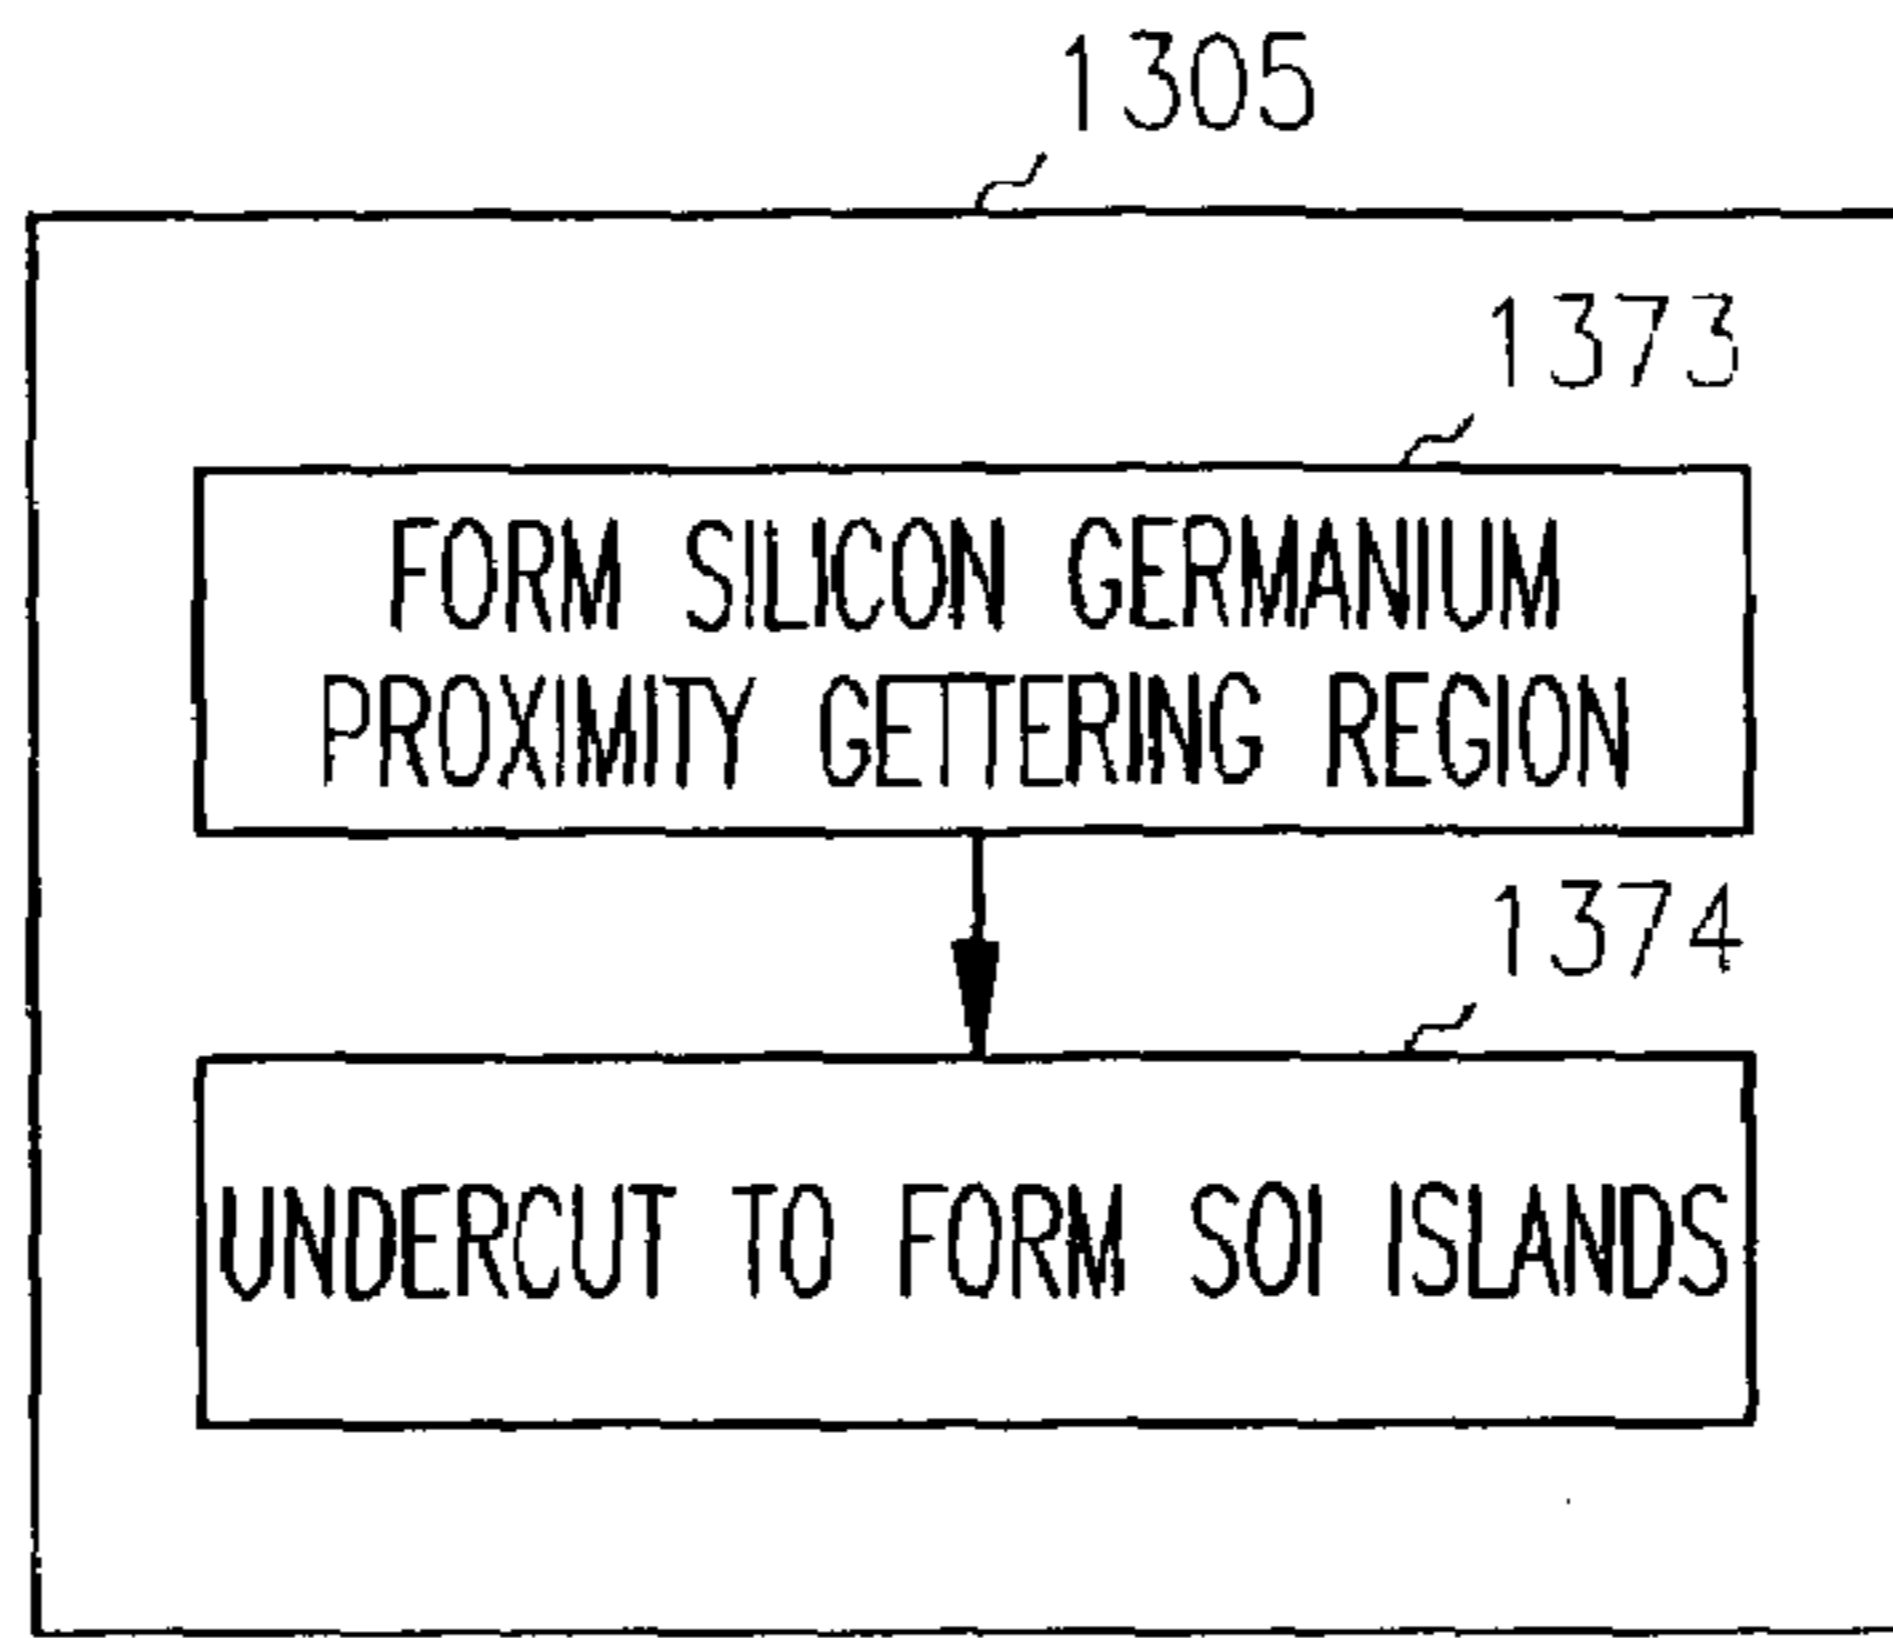 1305
1373
FORM SILICON GERMANIUM
PROXIMITY GETTERING REGION
1374
UNDERCUT TO FORM SOI ISLANDS